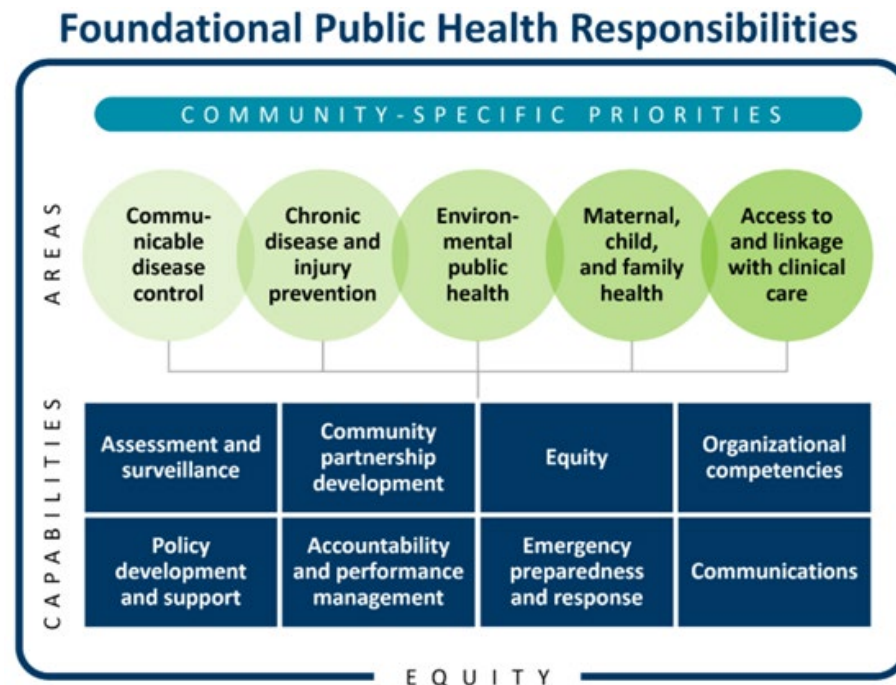 Foundational Public Health Responsibilities
COMMUNITY-SPECIFIC PRIORITIES
AREAS
Commu-
nicable
disease
control
Chronic
disease and
injury
prevention
Environ-
mental
public
health
Maternal,
child,
and family
health
Access to
and linkage
with clinical
care
CAPABILITIES
Assessment and
surveillance
Community
partnership
development
Equity
Organizational
competencies
Policy
development
and support
Accountability
and performance
management
Emergency
preparedness
and response
Communications
EQUITY